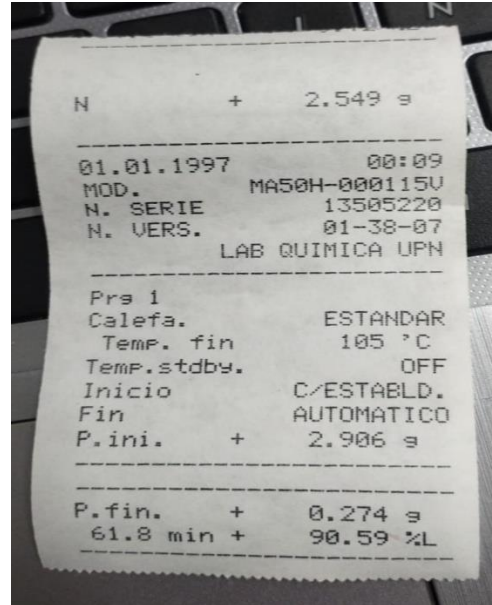 N + 2.549 g
01.01.1997 00:09
MOD. MA50H-000115V
N. SERIE 13505220
N. VERS. 01-38-07
LAB QUIMICA UPN
Prg 1
Calefa. ESTANDAR
Temp. fin 105 °C
Temp.stdby. OFF
Inicio C/ESTABLD.
Fin AUTOMATICO
P.ini. + 2.906 g
P.fin. + 0.274 g
61.8 min + 90.59 %L